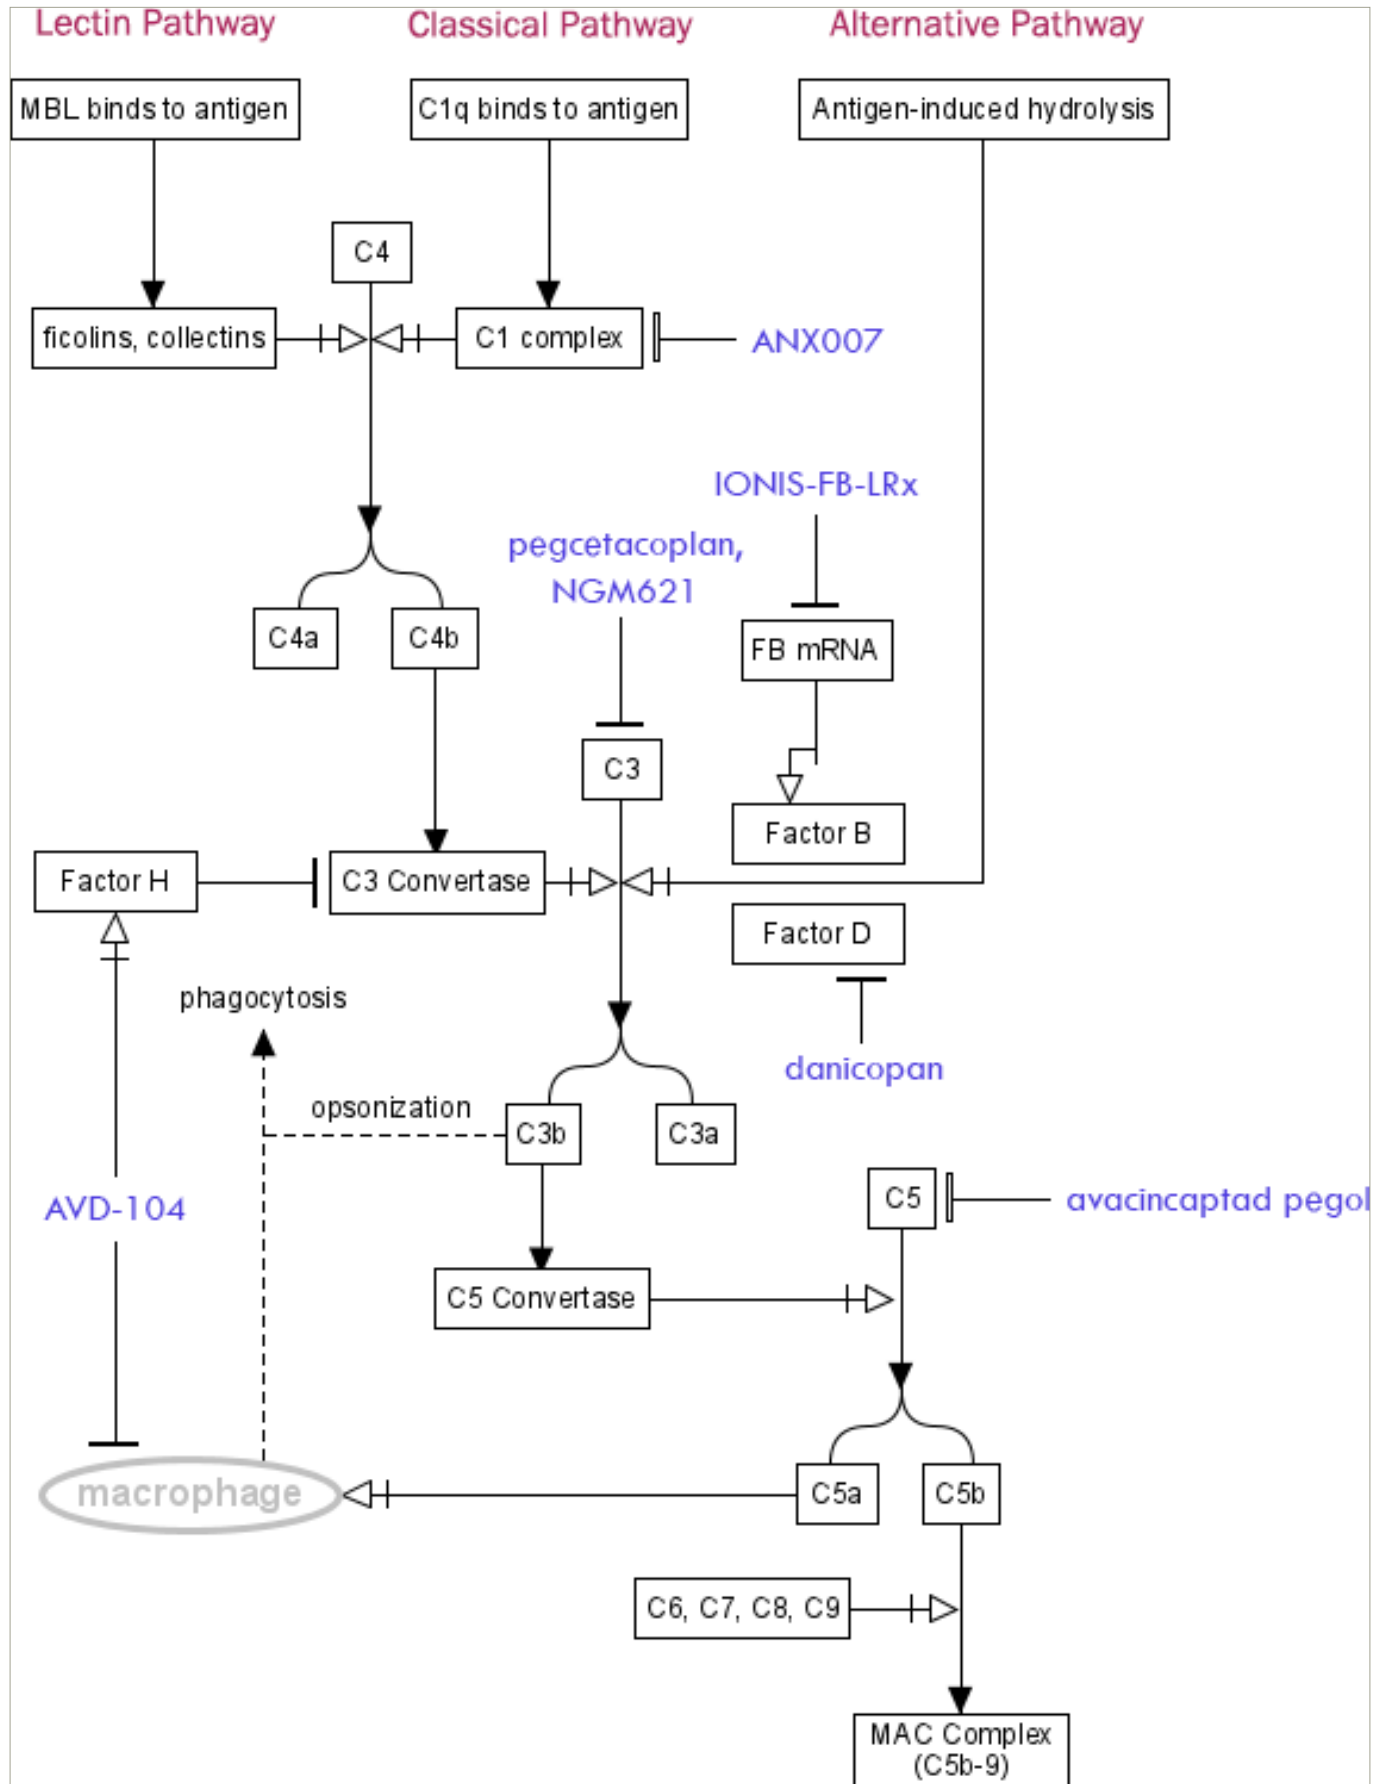 Lectin Pathway
Classical Pathway
Alternative Pathway
MBL binds to antigen
C1q binds to antigen
Antigen-induced hydrolysis
C4
ficolins, collectins
C1 complex
ANX007
IONIS-FB-LRx
pegcetacoplan,
NGM621
C4a
C4b
FB mRNA
C3
Factor B
Factor H
C3 Convertase
Factor D
phagocytosis
danicopan
opsonization
C3b
C3a
AVD-104
C5
avacincaptad pegol
C5 Convertase
macrophage
C5a
C5b
C6, C7, C8, C9
MAC Complex
(C5b-9)